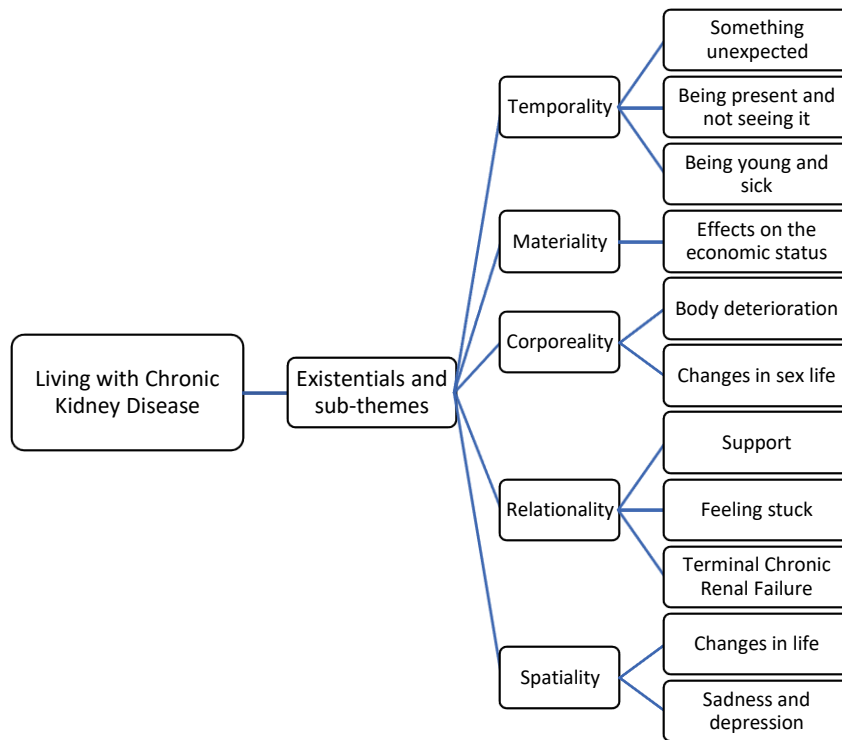 Living with Chronic
Kidney Disease
Existentials and
sub-themes
Temporality
Something
unexpected
Being present and
not seeing it
Being young and
sick
Materiality
Effects on the
economic status
Corporeality
Body deterioration
Changes in sex life
Relationality
Support
Feeling stuck
Terminal Chronic
Renal Failure
Spatiality
Changes in life
Sadness and
depression